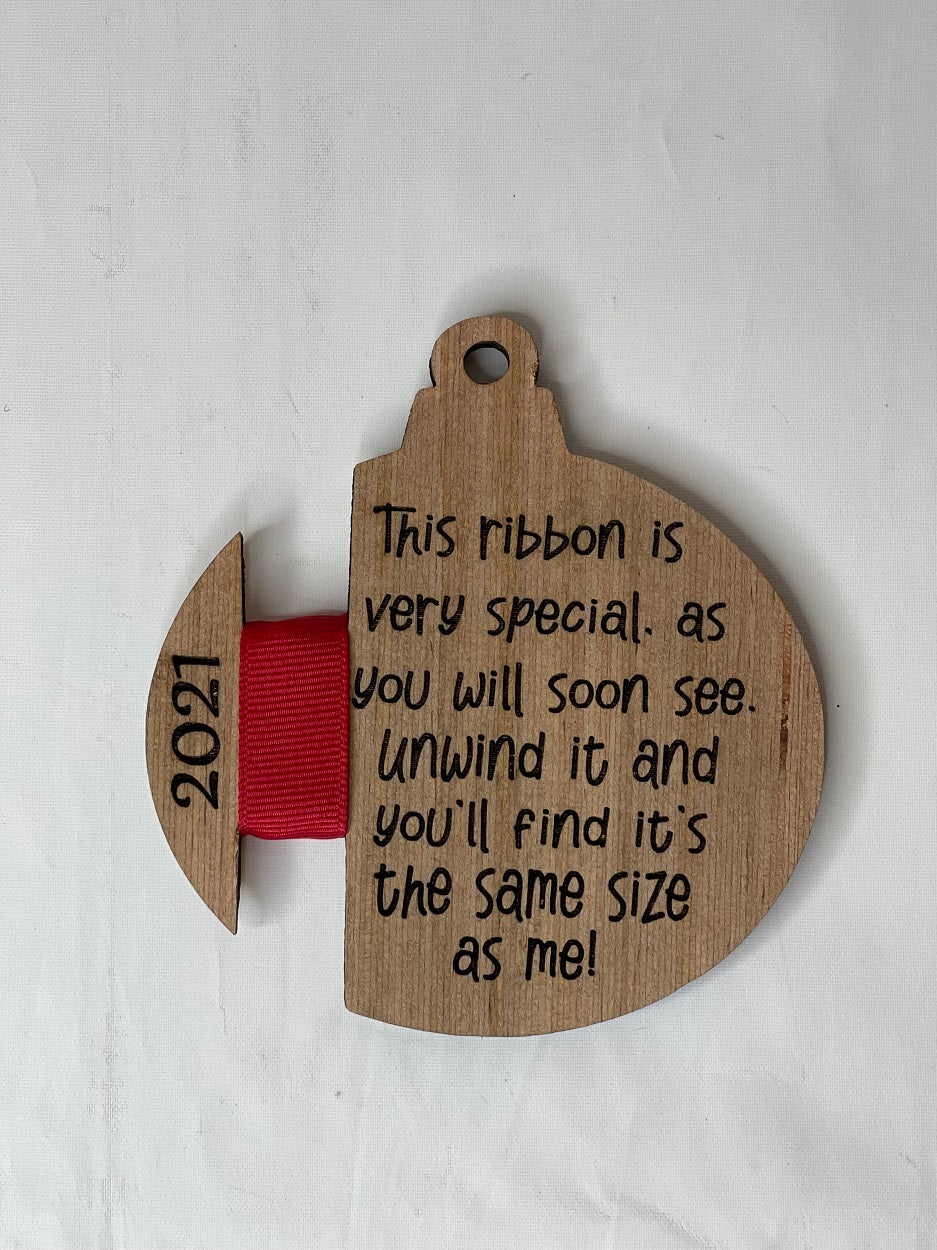 This ribbon is
very special. as
you will soon see.
Unwind it and
you'll find it's
the same size
as me!
2021